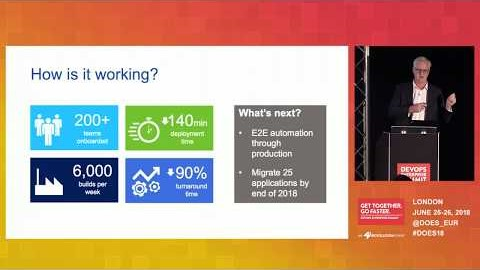 How is it working?
200+
teams
onboarded
140min
deployment
time
6,000
builds per
week
90%
turnaround
time
What's next?
• E2E automation
through
production
• Migrate 25
applications by
end of 2018
DEVOPS
ENTERPRISE
SUMMIT
GET TOGETHER.
GO FASTER.
LONDON
JUNE 25-26, 2018
@DOES_EUR
#DOES18